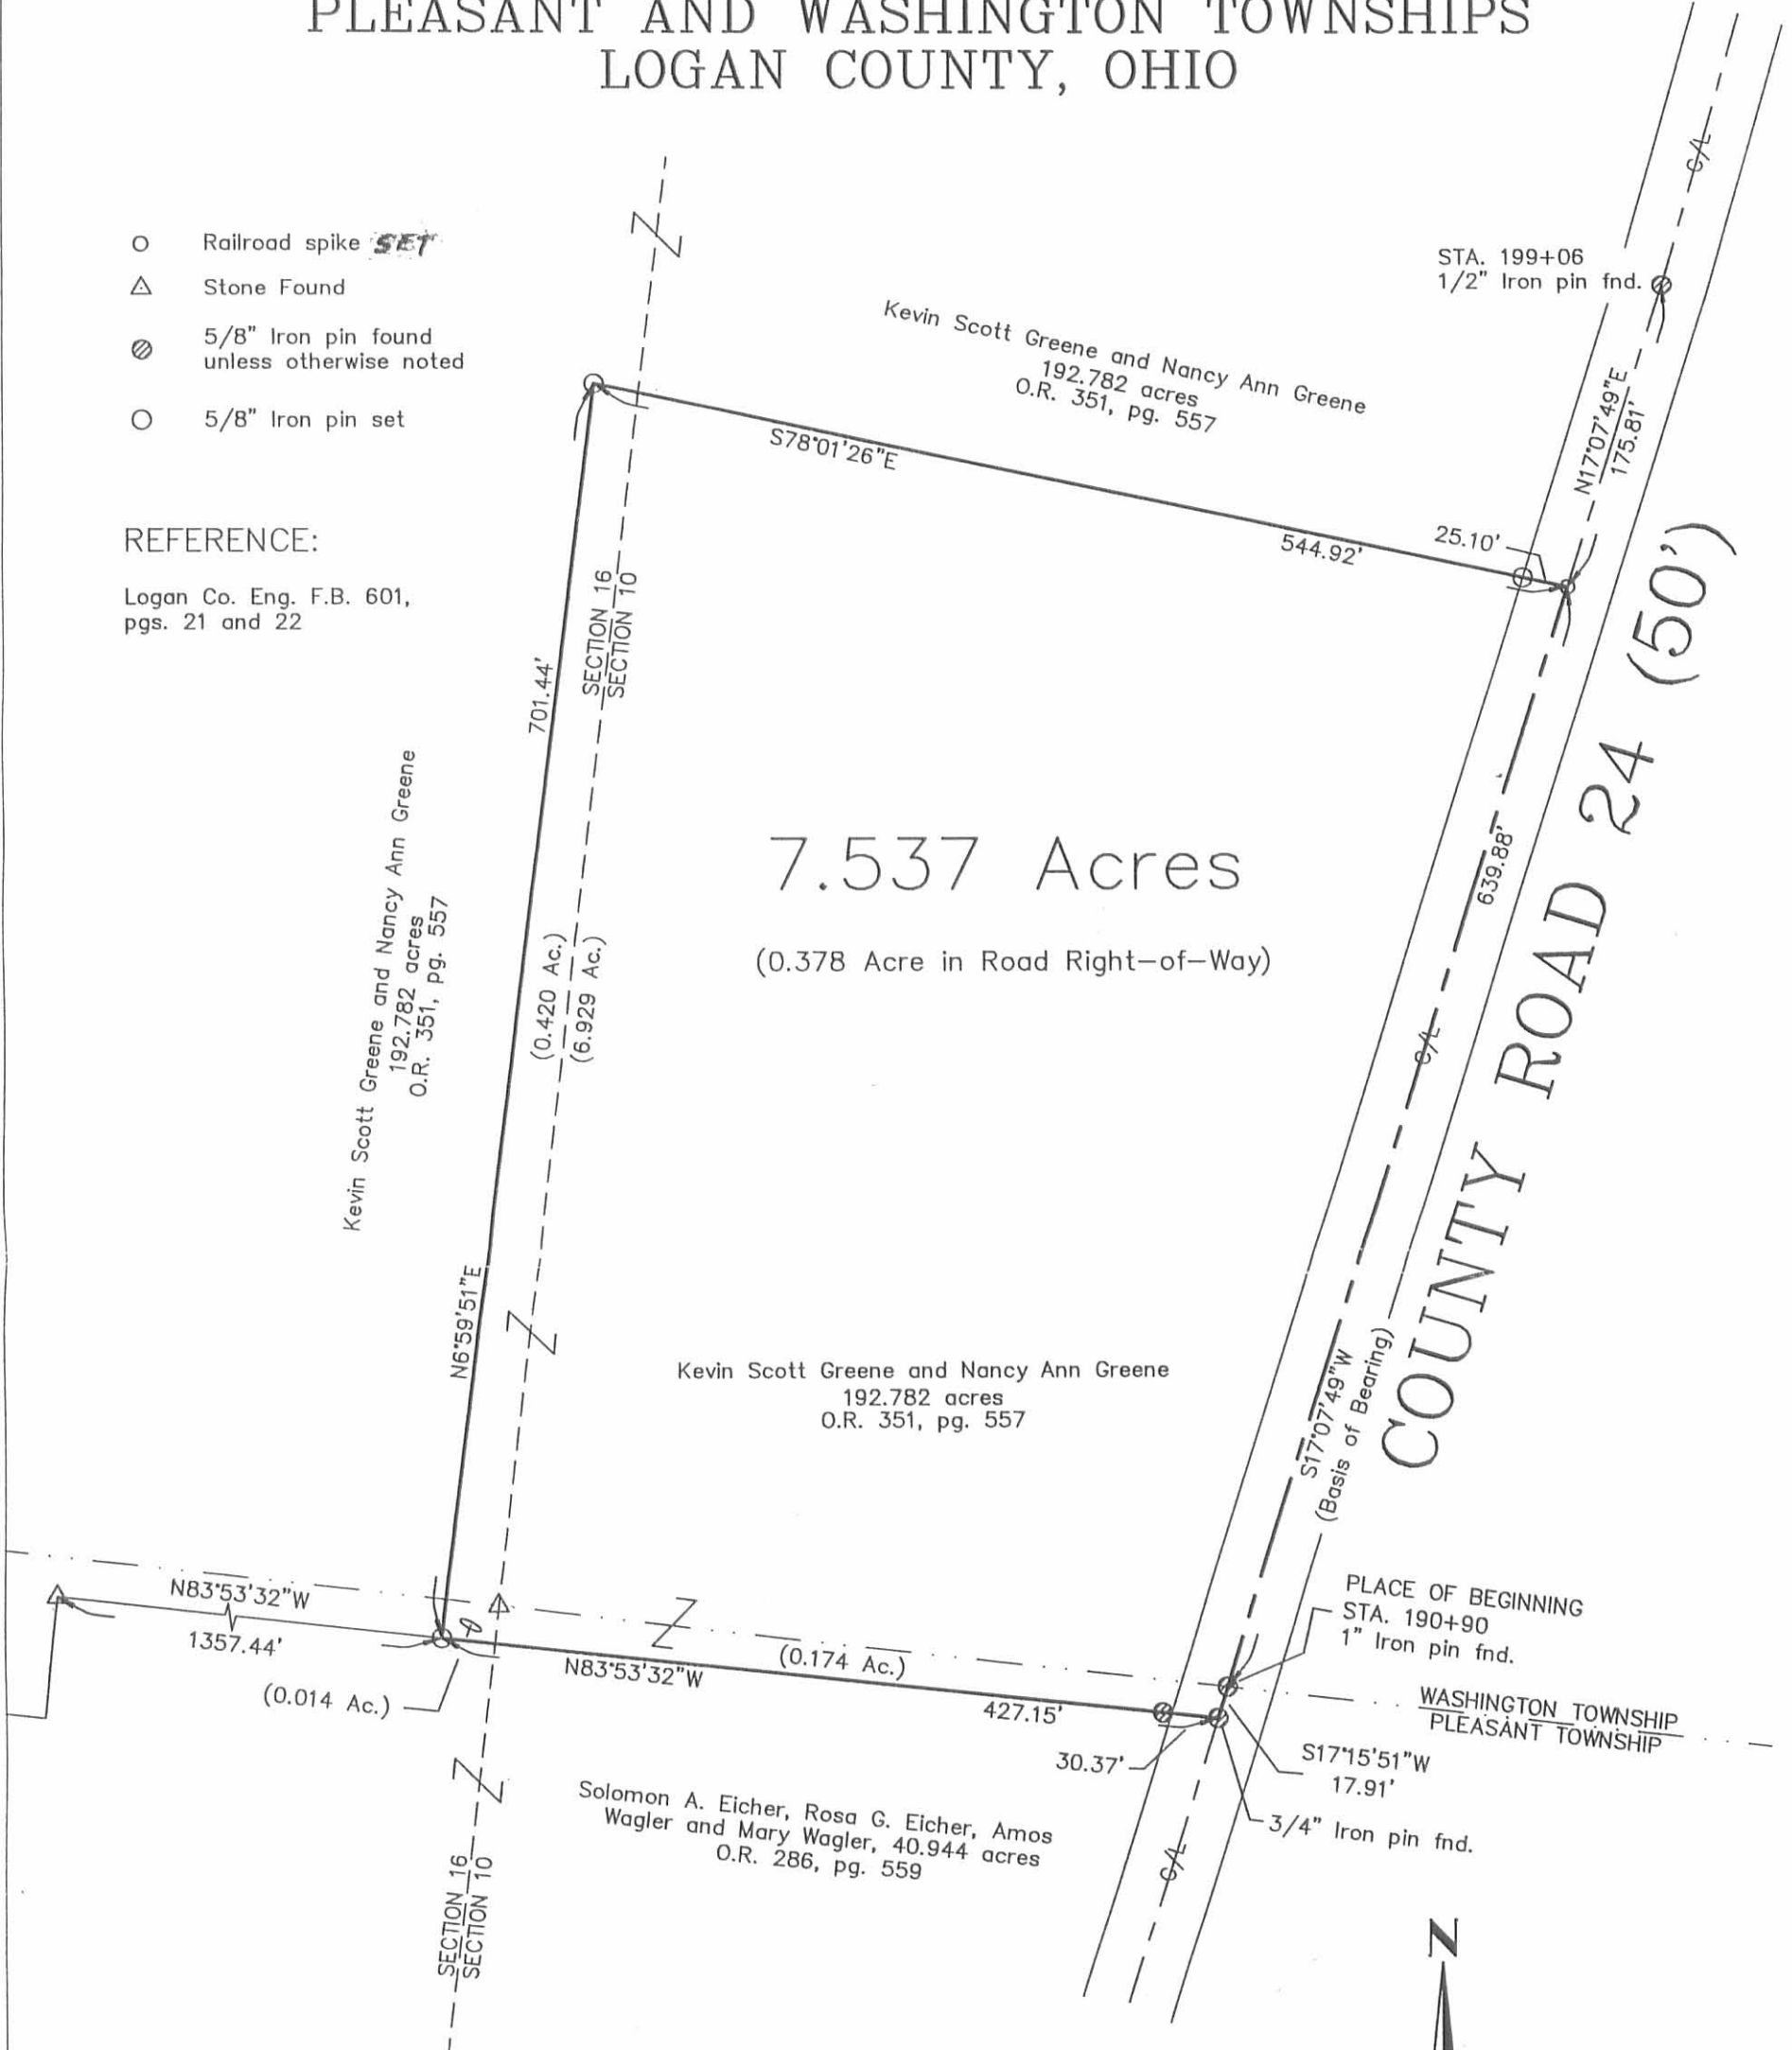 PLEASANT AND WASHINGTON TOWNSHIPS
LOGAN COUNTY, OHIO
Railroad spike SET
Stone Found
5/8" Iron pin found
unless otherwise noted
5/8" Iron pin set
REFERENCE:
Logan Co. Eng. F.B. 601,
pgs. 21 and 22
C/L
STA. 199+06
1/2" Iron pin fnd.
N17°07'49"E
175.81'
Kevin Scott Greene and Nancy Ann Greene
192.782 acres
O.R. 351, pg. 557
S78°01'26"E
544.92'
25.10'
SECTION 16
SECTION 10
701.44'
Kevin Scott Greene and Nancy Ann Greene
192.782 acres
O.R. 351, pg. 557
7.537 Acres
(0.378 Acre in Road Right-of-Way)
(0.420 Ac.)
(6.929 Ac.)
639.88'
C/L
COUNTY ROAD 24 (50')
N6°59'51"E
Kevin Scott Greene and Nancy Ann Greene
192.782 acres
O.R. 351, pg. 557
S17°07'49"W
(Basis of Bearing)
PLACE OF BEGINNING
STA. 190+90
1" Iron pin fnd.
N83°53'32"W
1357.44'
(0.014 Ac.)
N83°53'32"W
(0.174 Ac.)
427.15'
30.37'
WASHINGTON TOWNSHIP
PLEASANT TOWNSHIP
S17°15'51"W
17.91'
3/4" Iron pin fnd.
Solomon A. Eicher, Rosa G. Eicher, Amos
Wagler and Mary Wagler, 40.944 acres
O.R. 286, pg. 559
C/L
SECTION 16
SECTION 10
N